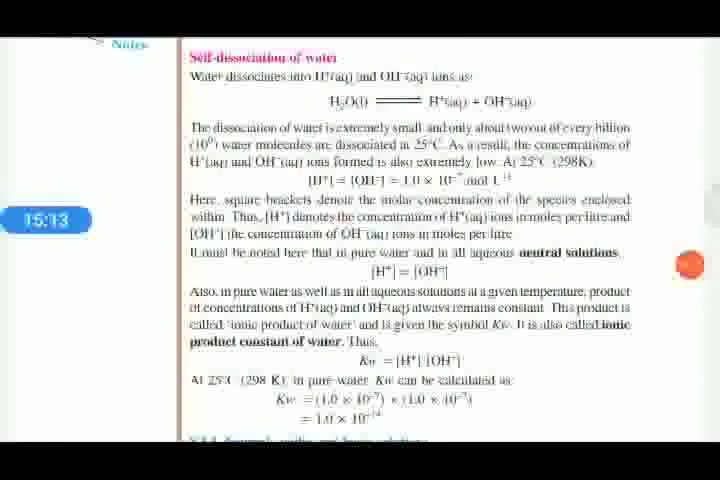 Notes
Self-dissociation of water
Water dissociates into H⁺(aq) and OH⁻(aq) ions as:
H₂O(l) ⇌ H⁺(aq) + OH⁻(aq)
The dissociation of water is extremely small and only about two out of every billion
(10⁹) water molecules are dissociated at 25°C. As a result, the concentrations of
H⁺(aq) and OH⁻(aq) ions formed is also extremely low. At 25°C (298K),
[H⁺] = [OH⁻] = 1.0 × 10⁻⁷ mol L⁻¹
Here, square brackets denote the molar concentration of the species enclosed
within. Thus, [H⁺] denotes the concentration of H⁺(aq) ions in moles per litre and
[OH⁻] the concentration of OH⁻(aq) ions in moles per litre
15:13
It must be noted here that in pure water and in all aqueous neutral solutions,
[H⁺] = [OH⁻]
Also, in pure water as well as in all aqueous solutions at a given temperature, product
of concentrations of H⁺(aq) and OH⁻(aq) always remains constant. This product is
called 'ionic product of water' and is given the symbol Kw. It is also called ionic
product constant of water. Thus,
Kw = [H⁺] [OH⁻]
At 25°C (298 K), in pure water, Kw can be calculated as:
Kw = (1.0 × 10⁻⁷) × (1.0 × 10⁻⁷)
= 1.0 × 10⁻¹⁴